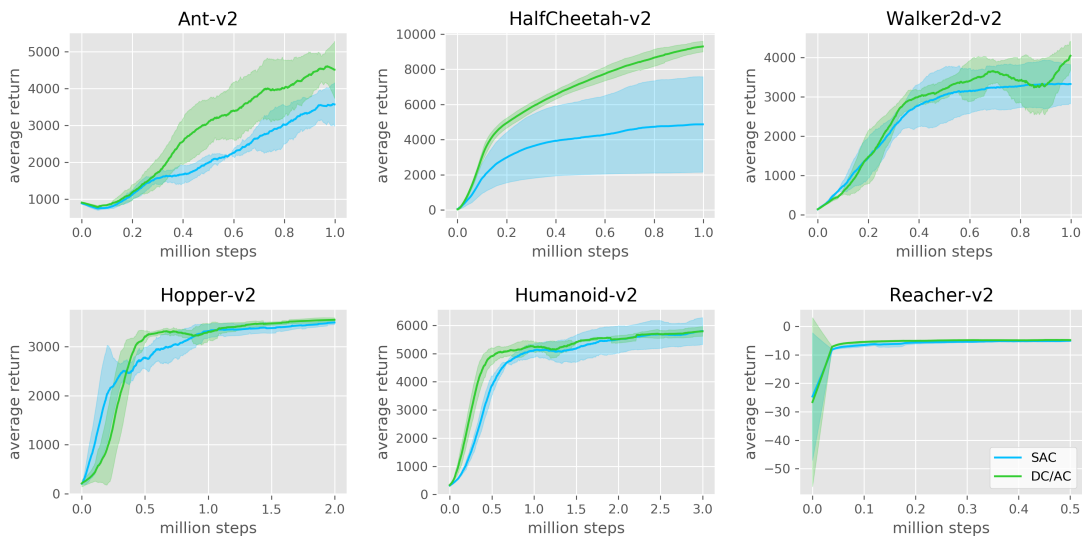 Ant-v2
5000
4000
3000
2000
1000
average return
0.0 0.2 0.4 0.6 0.8 1.0
million steps
HalfCheetah-v2
10000
8000
6000
4000
2000
0
average return
0.0 0.2 0.4 0.6 0.8 1.0
million steps
Walker2d-v2
4000
3000
2000
1000
0
average return
0.0 0.2 0.4 0.6 0.8 1.0
million steps
Hopper-v2
3000
2000
1000
0
average return
0.0 0.5 1.0 1.5 2.0
million steps
Humanoid-v2
6000
5000
4000
3000
2000
1000
0
average return
0.0 0.5 1.0 1.5 2.0 2.5 3.0
million steps
Reacher-v2
0
−10
−20
−30
−40
−50
average return
SAC
DC/AC
0.0 0.1 0.2 0.3 0.4 0.5
million steps